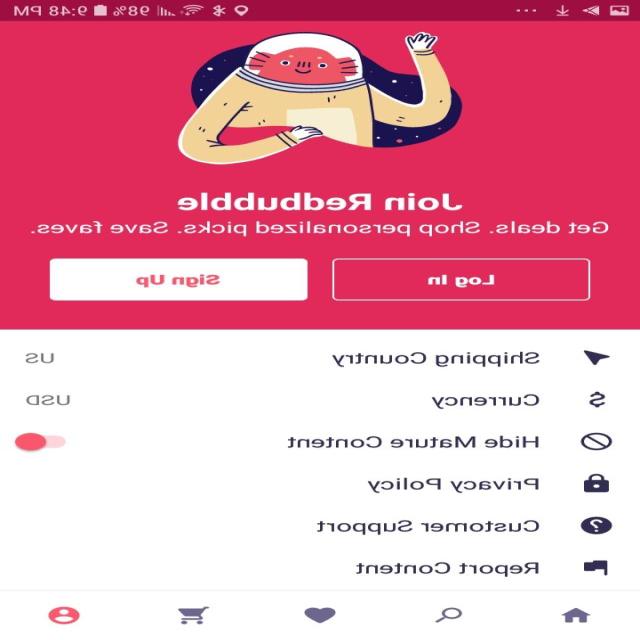 98% 9:48 PM
Join Redbubble
Get deals. Shop personalized picks. Save faves.
Log In
Sign Up
Shipping Country US
Currency USD
Hide Mature Content
Privacy Policy
Customer Support
Report Content